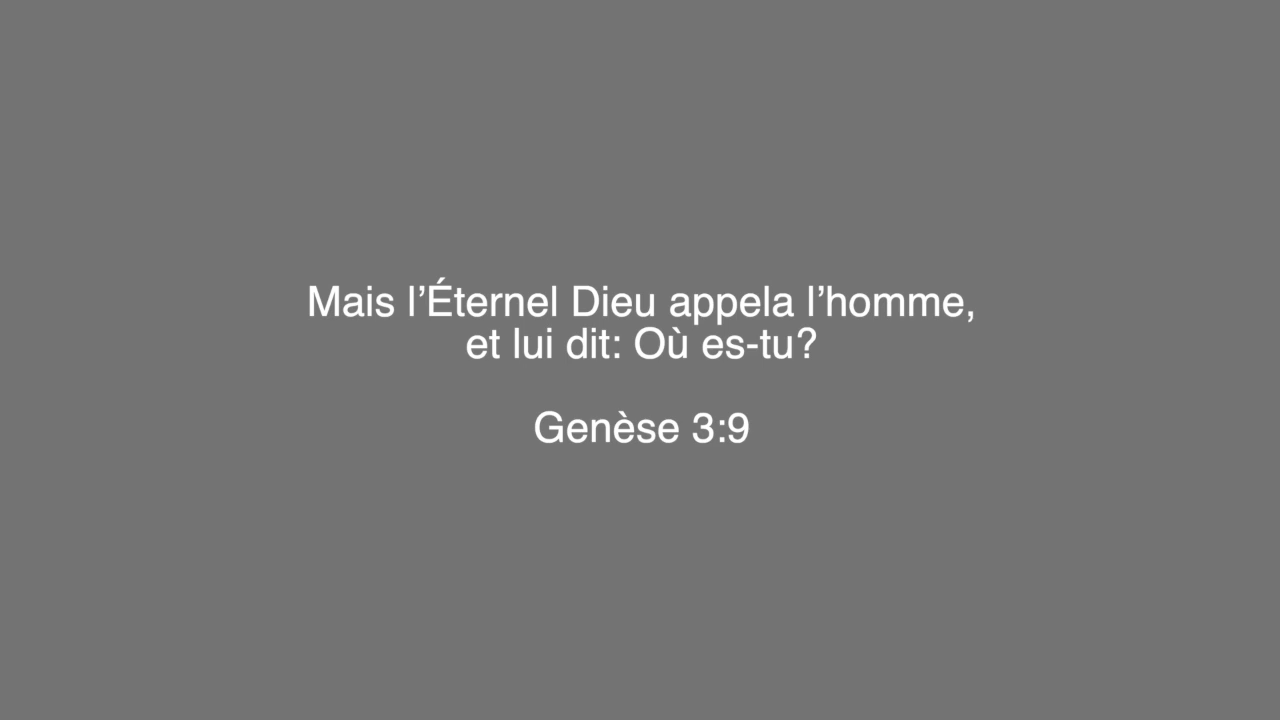 Mais l’Éternel Dieu appela l’homme,
et lui dit: Où es-tu?
Genèse 3:9